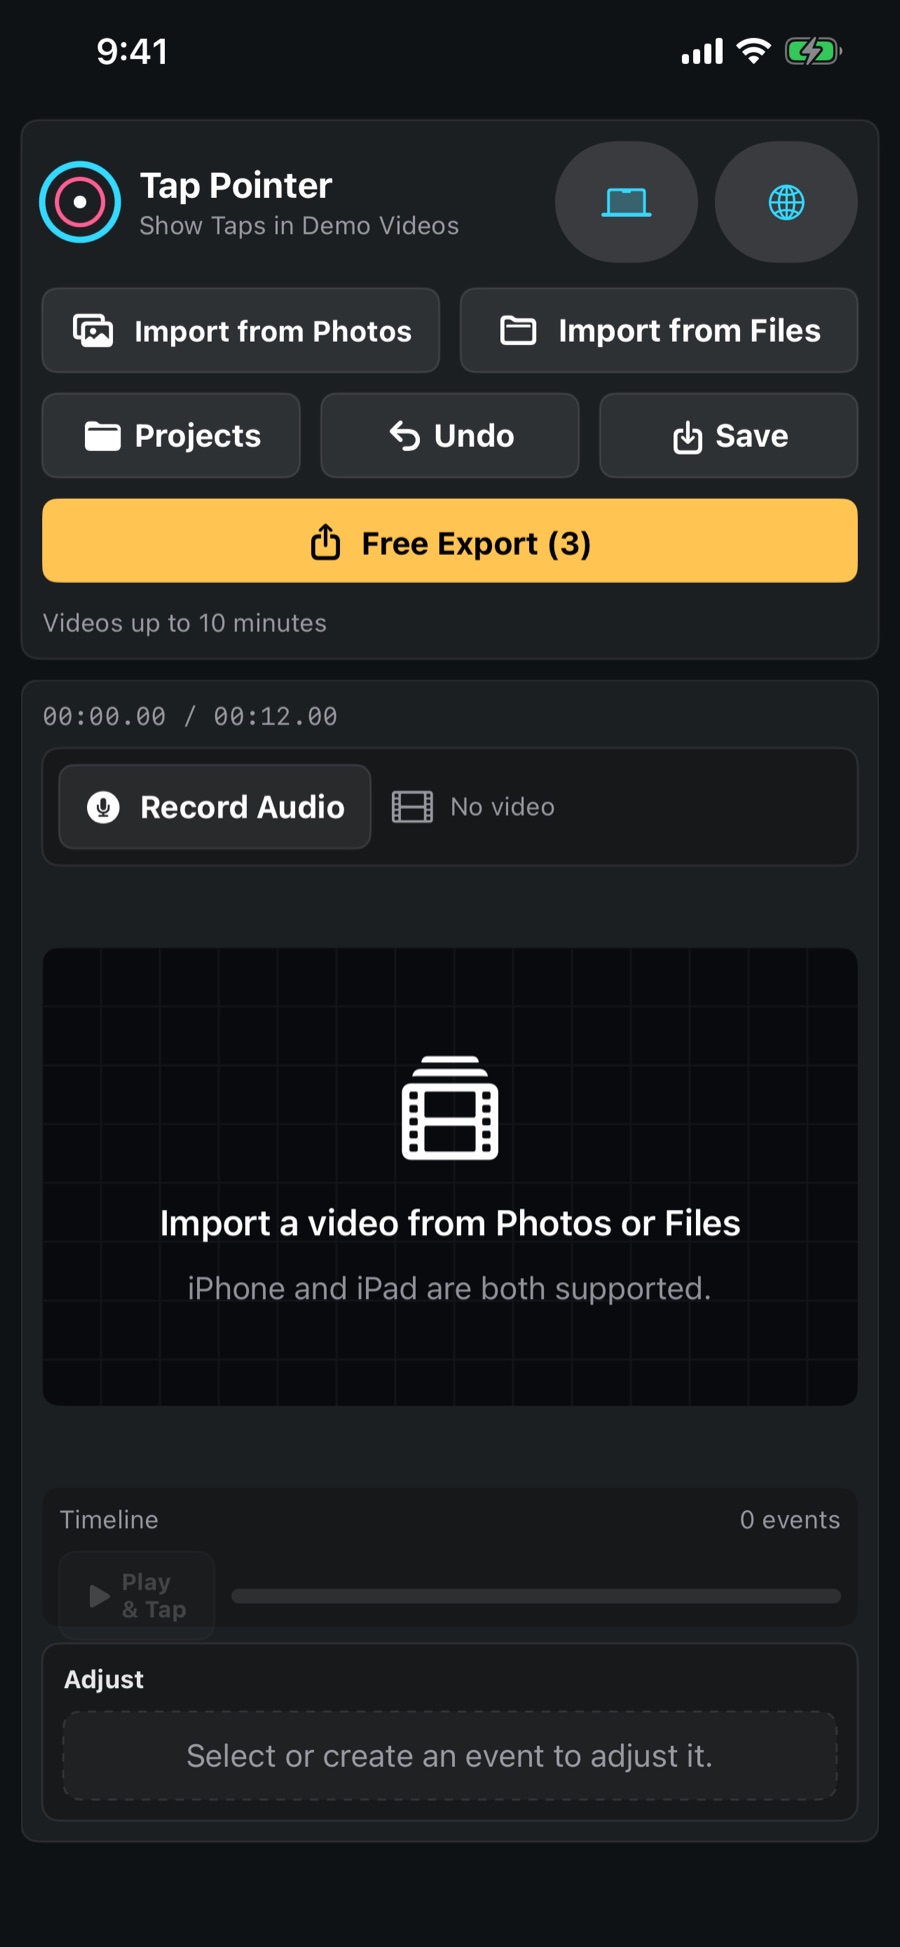 9:41
Tap Pointer
Show Taps in Demo Videos
Import from Photos
Import from Files
Projects
Undo
Save
Free Export (3)
Videos up to 10 minutes
00:00.00 / 00:12.00
Record Audio
No video
Import a video from Photos or Files
iPhone and iPad are both supported.
Timeline
0 events
Play
& Tap
Adjust
Select or create an event to adjust it.